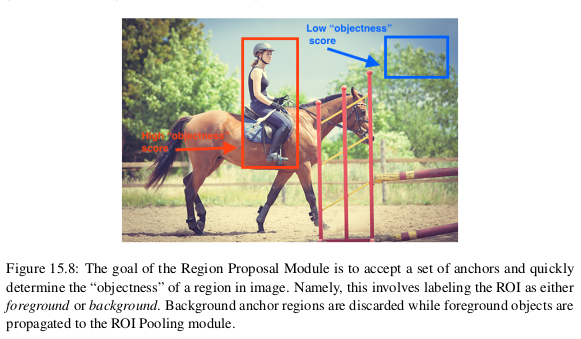 Low “objectness”
score
High “objectness”
score
Figure 15.8: The goal of the Region Proposal Module is to accept a set of anchors and quickly
determine the “objectness” of a region in image. Namely, this involves labeling the ROI as either
foreground or background. Background anchor regions are discarded while foreground objects are
propagated to the ROI Pooling module.